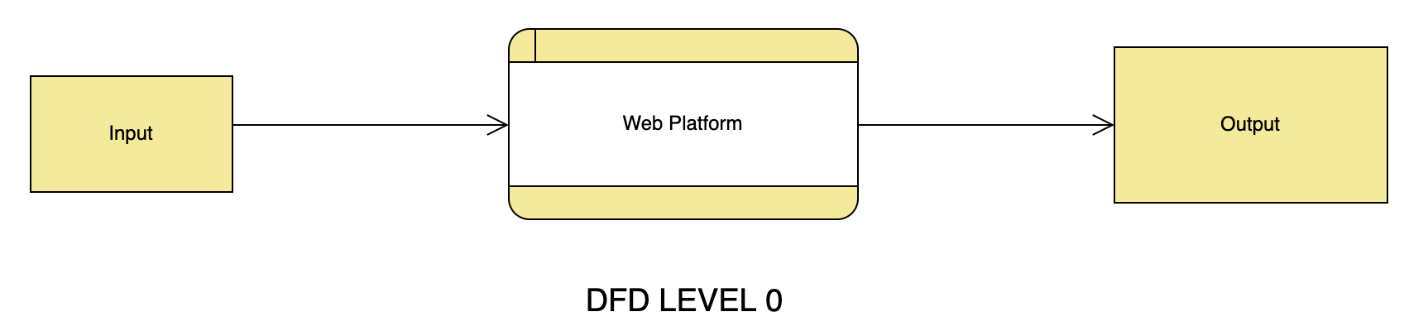 Input
Web Platform
Output
DFD LEVEL 0